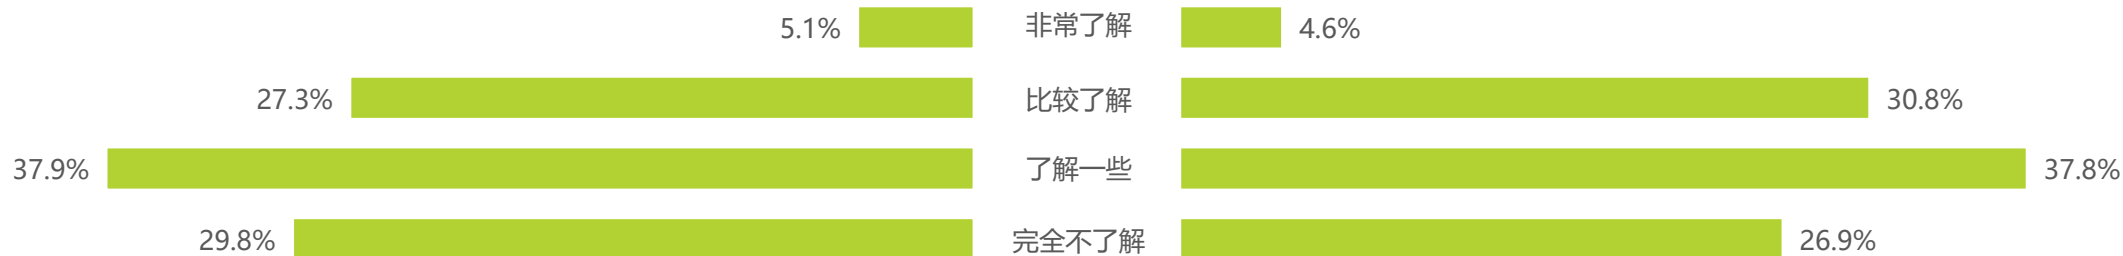 5.1% 非常了解 4.6%
27.3% 比较了解 30.8%
37.9% 了解一些 37.8%
29.8% 完全不了解 26.9%